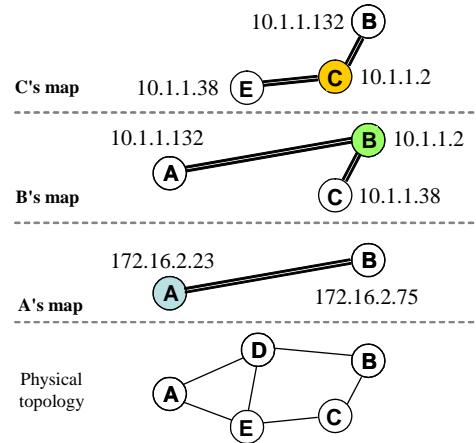 10.1.1.132 B
E C 10.1.1.2
10.1.1.38
C's map
10.1.1.132
A B 10.1.1.2
C 10.1.1.38
B's map
172.16.2.23 B
A
172.16.2.75
A's map
D
B
A
Physical
topology
E C